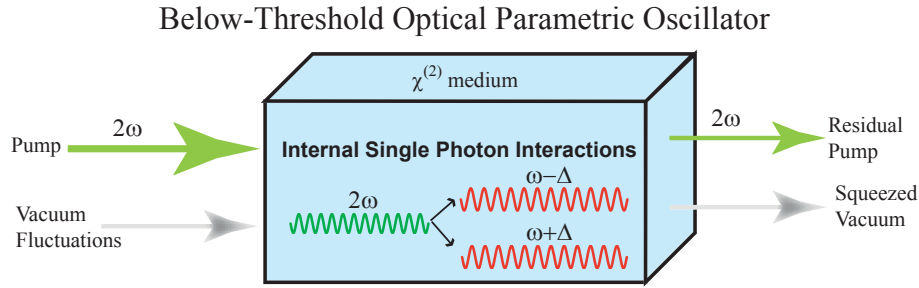 Below-Threshold Optical Parametric Oscillator
χ(2) medium
2ω
2ω
Pump
Residual
Pump
Internal Single Photon Interactions
ω−Δ
2ω
Vacuum
Fluctuations
Squeezed
Vacuum
ω+Δ